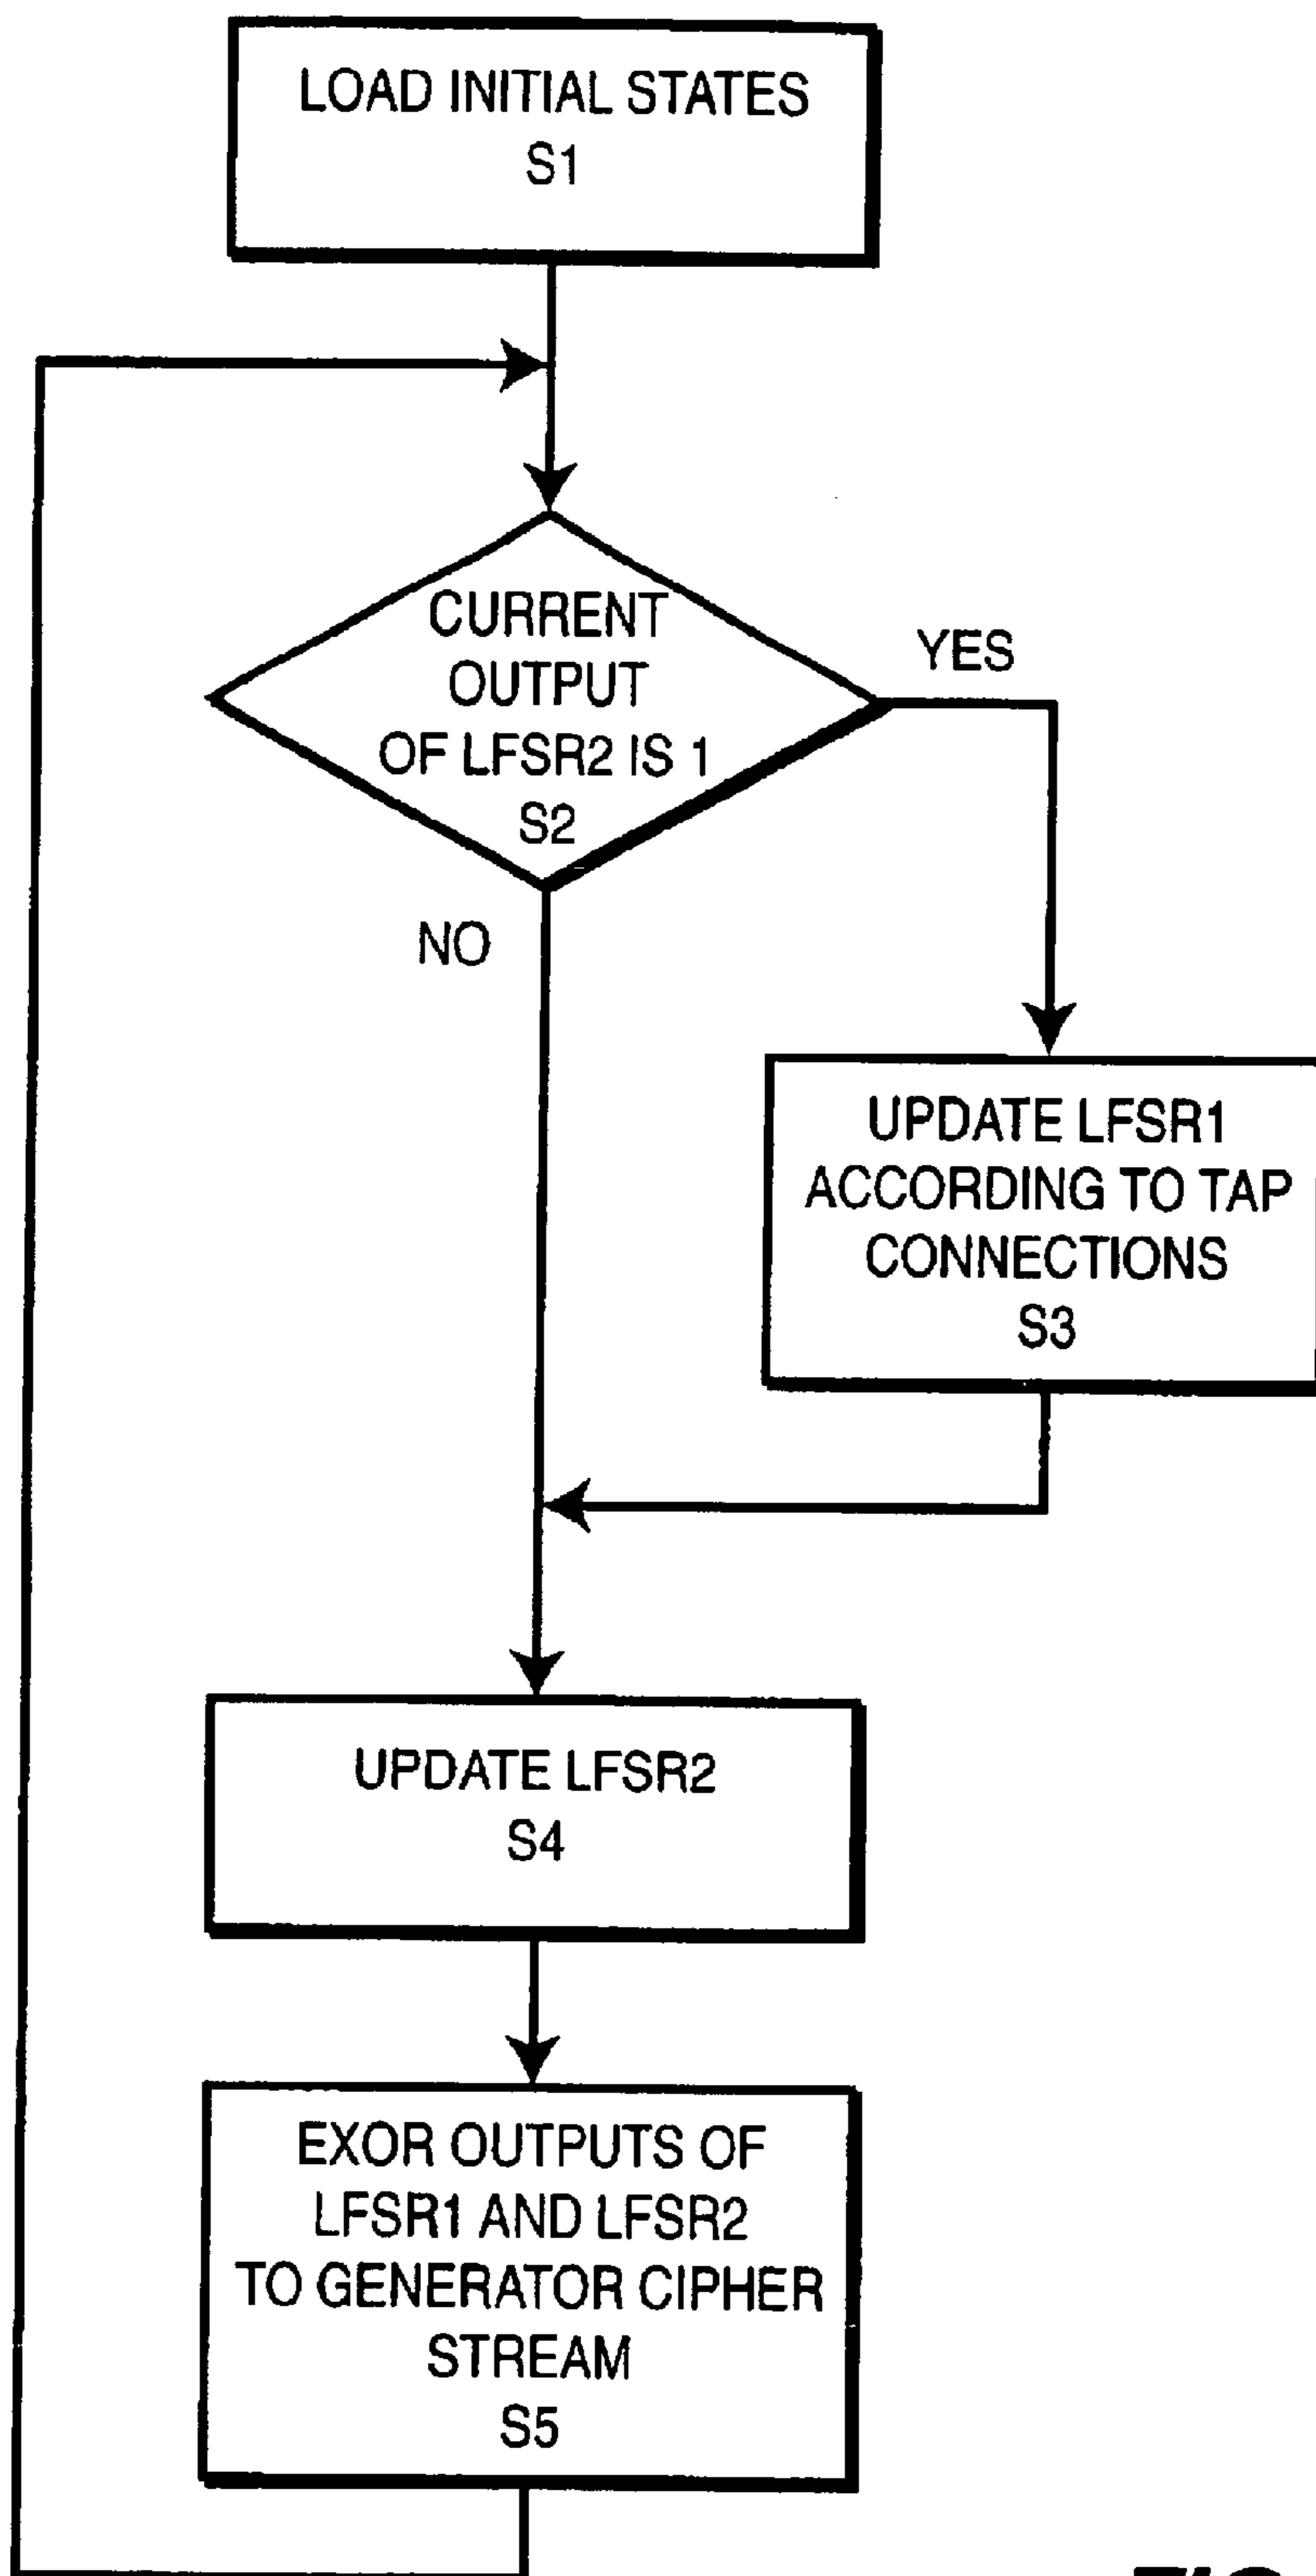 LOAD INITIAL STATES
S1
CURRENT
OUTPUT
OF LFSR2 IS 1
S2
YES
NO
UPDATE LFSR1
ACCORDING TO TAP
CONNECTIONS
S3
UPDATE LFSR2
S4
EXOR OUTPUTS OF
LFSR1 AND LFSR2
TO GENERATOR CIPHER
STREAM
S5